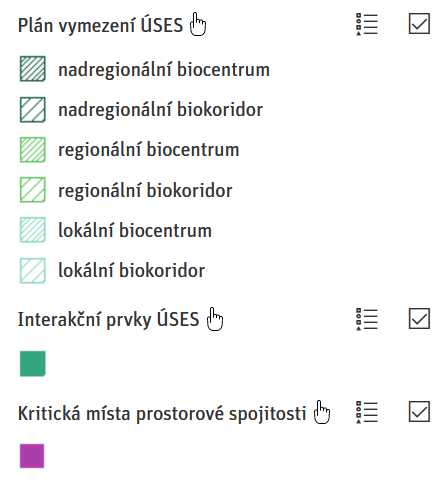 Plán vymezení ÚSES
nadregionální biocentrum
nadregionální biokoridor
regionální biocentrum
regionální biokoridor
lokální biocentrum
lokální biokoridor
Interakční prvky ÚSES
Kritická místa prostorové spojitosti